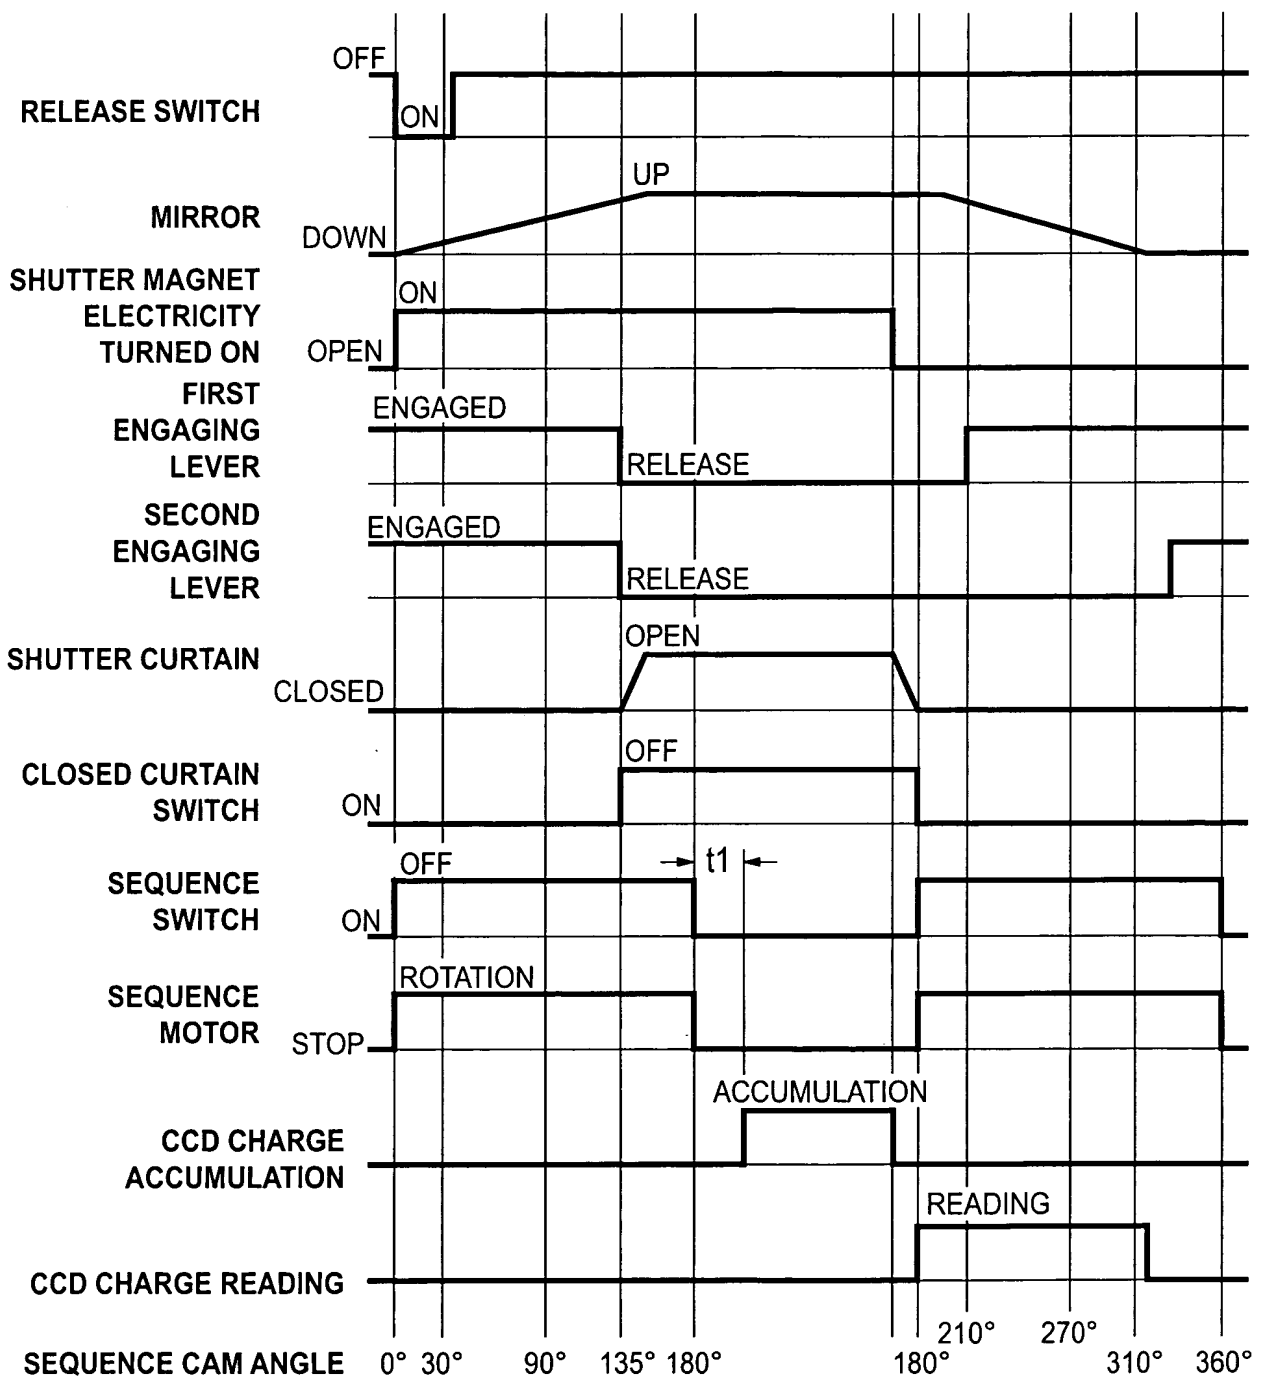 OFF
RELEASE SWITCH
ON
UP
MIRROR
DOWN
SHUTTER MAGNET
ELECTRICITY
TURNED ON
ON
OPEN
FIRST
ENGAGING
LEVER
ENGAGED
RELEASE
SECOND
ENGAGING
LEVER
ENGAGED
RELEASE
OPEN
SHUTTER CURTAIN
CLOSED
OFF
CLOSED CURTAIN
SWITCH
ON
t1
OFF
SEQUENCE
SWITCH
ON
ROTATION
SEQUENCE
MOTOR
STOP
ACCUMULATION
CCD CHARGE
ACCUMULATION
READING
CCD CHARGE READING
210° 270°
SEQUENCE CAM ANGLE 0° 30° 90° 135° 180° 180° 310° 360°